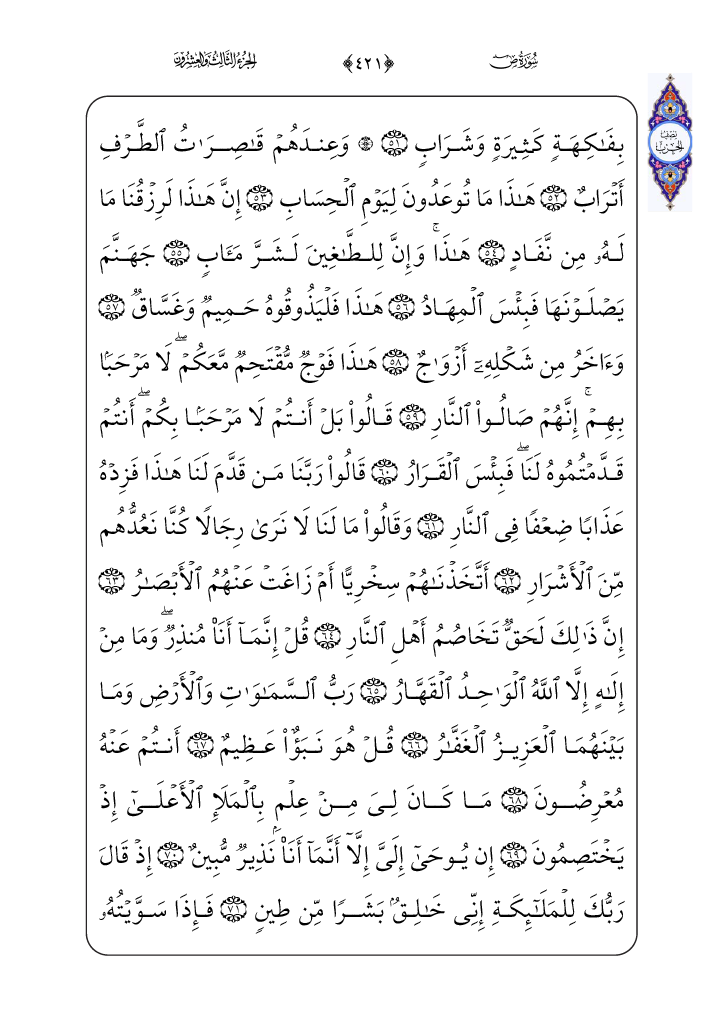 سُورَةُ صٓ ﴿٤٢١﴾ الجُزءُ الثَّالِثُ وَالعِشرُونَ
نِصْفُ الحِزْبِ
بِفَٰكِهَةٖ كَثِيرَةٖ وَشَرَابٖ ٥١ ۞ وَعِندَهُمۡ قَٰصِرَٰتُ ٱلطَّرۡفِ
أَتۡرَابٌ ٥٢ هَٰذَا مَا تُوعَدُونَ لِيَوۡمِ ٱلۡحِسَابِ ٥٣ إِنَّ هَٰذَا لَرِزۡقُنَا مَا
لَهُۥ مِن نَّفَادٍ ٥٤ هَٰذَاۚ وَإِنَّ لِلطَّٰغِينَ لَشَرَّ مَـَٔابٖ ٥٥ جَهَنَّمَ
يَصۡلَوۡنَهَا فَبِئۡسَ ٱلۡمِهَادُ ٥٦ هَٰذَا فَلۡيَذُوقُوهُ حَمِيمٞ وَغَسَّاقٞ ٥٧
وَءَاخَرُ مِن شَكۡلِهِۦٓ أَزۡوَٰجٌ ٥٨ هَٰذَا فَوۡجٞ مُّقۡتَحِمٞ مَّعَكُمۡۖ لَا مَرۡحَبَۢا
بِهِمۡۚ إِنَّهُمۡ صَالُواْ ٱلنَّارِ ٥٩ قَالُواْ بَلۡ أَنتُمۡ لَا مَرۡحَبَۢا بِكُمۡۖ أَنتُمۡ
قَدَّمۡتُمُوهُ لَنَاۖ فَبِئۡسَ ٱلۡقَرَارُ ٦٠ قَالُواْ رَبَّنَا مَن قَدَّمَ لَنَا هَٰذَا فَزِدۡهُ
عَذَابٗا ضِعۡفٗا فِي ٱلنَّارِ ٦١ وَقَالُواْ مَا لَنَا لَا نَرَىٰ رِجَالٗا كُنَّا نَعُدُّهُم
مِّنَ ٱلۡأَشۡرَارِ ٦٢ أَتَّخَذۡنَٰهُمۡ سِخۡرِيًّا أَمۡ زَاغَتۡ عَنۡهُمُ ٱلۡأَبۡصَٰرُ ٦٣
إِنَّ ذَٰلِكَ لَحَقّٞ تَخَاصُمُ أَهۡلِ ٱلنَّارِ ٦٤ قُلۡ إِنَّمَآ أَنَا۠ مُنذِرٞۖ وَمَا مِنۡ
إِلَٰهٍ إِلَّا ٱللَّهُ ٱلۡوَٰحِدُ ٱلۡقَهَّارُ ٦٥ رَبُّ ٱلسَّمَٰوَٰتِ وَٱلۡأَرۡضِ وَمَا
بَيۡنَهُمَا ٱلۡعَزِيزُ ٱلۡغَفَّٰرُ ٦٦ قُلۡ هُوَ نَبَؤٌاْ عَظِيمٌ ٦٧ أَنتُمۡ عَنۡهُ
مُعۡرِضُونَ ٦٨ مَا كَانَ لِيَ مِنۡ عِلۡمِۭ بِٱلۡمَلَإِ ٱلۡأَعۡلَىٰٓ إِذۡ
يَخۡتَصِمُونَ ٦٩ إِن يُوحَىٰٓ إِلَيَّ إِلَّآ أَنَّمَآ أَنَا۠ نَذِيرٞ مُّبِينٌ ٧٠ إِذۡ قَالَ
رَبُّكَ لِلۡمَلَٰٓئِكَةِ إِنِّي خَٰلِقُۢ بَشَرٗا مِّن طِينٖ ٧١ فَإِذَا سَوَّيۡتُهُۥ